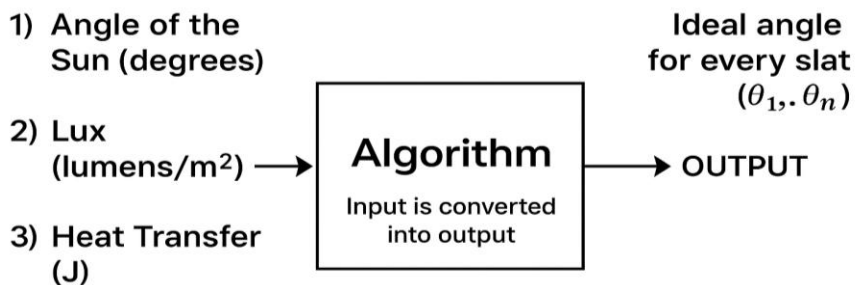 1) Angle of the
Sun (degrees)
2) Lux
(lumens/m²)
3) Heat Transfer
(J)
Algorithm
Input is converted
into output
Ideal angle
for every slat
(θ₁,. θₙ)
OUTPUT